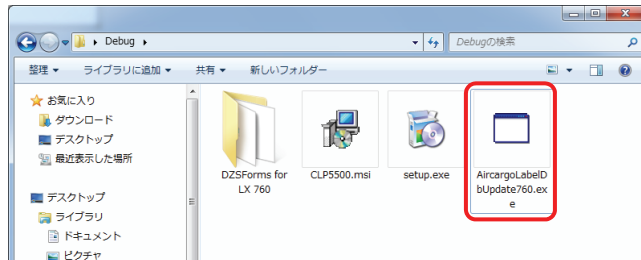 Debug
Debugの検索
整理
ライブラリに追加
共有
新しいフォルダー
お気に入り
ダウンロード
デスクトップ
最近表示した場所
デスクトップ
ライブラリ
ドキュメント
ピクチャ
DZSForms for
LX 760
CLP5500.msi
setup.exe
AircargoLabelD
bUpdate760.ex
e